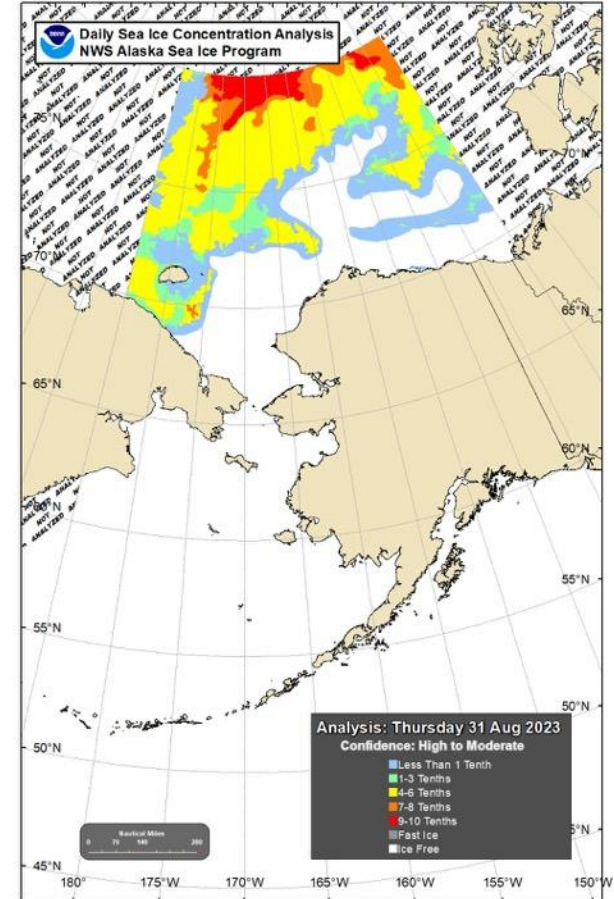 NOAA
Daily Sea Ice Concentration Analysis
NWS Alaska Sea Ice Program
NOT ANALYZED
75°N
70°N
70°N
65°N
65°N
60°N
60°N
55°N
55°N
50°N
50°N
45°N
5°N
180°
175°W
170°W
165°W
160°W
155°W
150°W
Analysis: Thursday 31 Aug 2023
Confidence: High to Moderate
Less Than 1 Tenth
1-3 Tenths
4-6 Tenths
7-8 Tenths
9-10 Tenths
Fast Ice
Ice Free
Nautical Miles
0 70 140 280